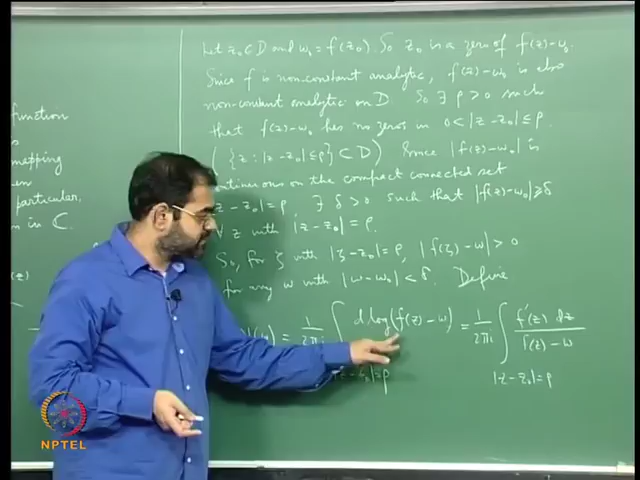 function
mapping
particular,
in ℂ.
Let z₀ ∈ D and w₀ = f(z₀). So z₀ is a zero of f(z)-w₀.
Since f is non-constant analytic, f(z)-w₀ is also
non-constant analytic on D. So ∃ ρ>0 such
that f(z)-w₀ has no zeros in 0<|z-z₀|≤ρ.
( {z : |z-z₀|≤ρ} ⊂ D ) Since |f(z)-w₀| is
continuous on the compact connected set
|z-z₀|=ρ, ∃ δ>0 such that |f(z)-w₀|≥δ
∀ z with |z-z₀|=ρ.
So, for ζ with |ζ-z₀|=ρ, |f(ζ)-w|>0
for any w with |w-w₀|<δ. Define
(w) = 1/2πi ∫ d log(f(z)-w) = 1/2πi ∫ f'(z) dz / f(z)-w
|z-z₀|=ρ |z-z₀|=ρ
NPTEL